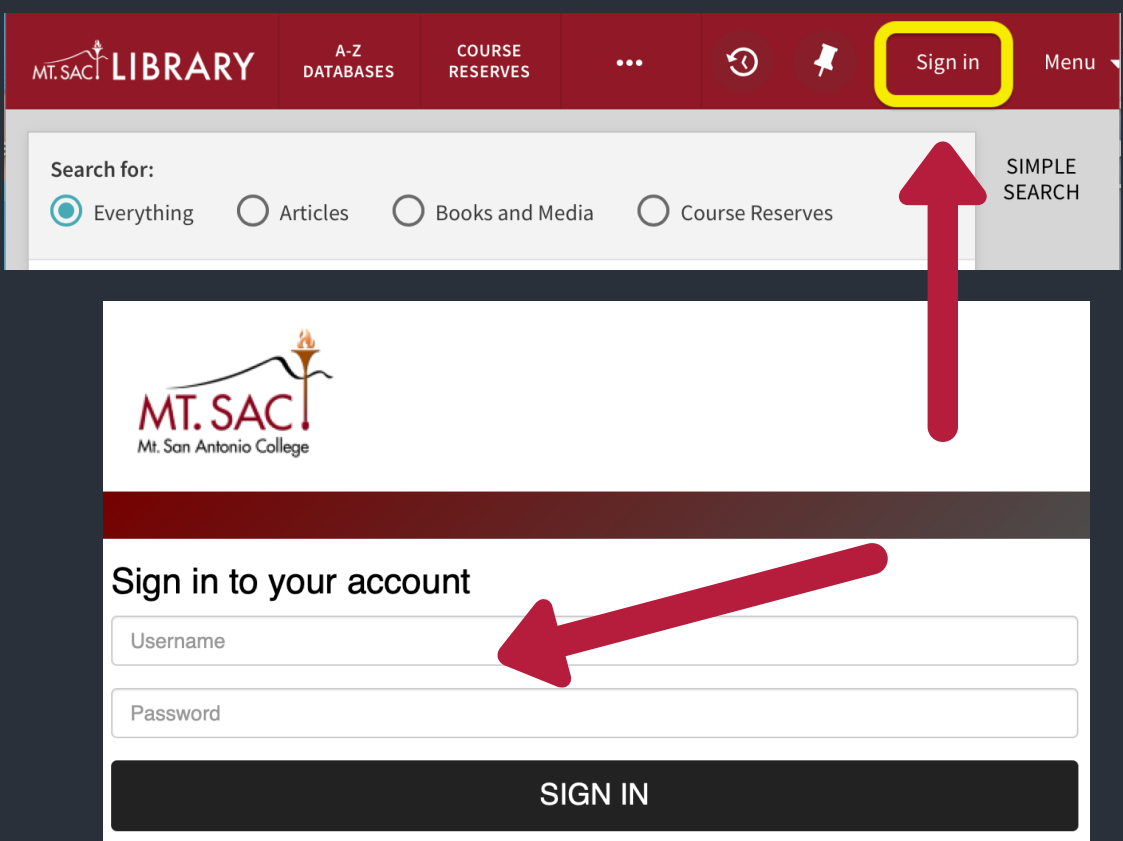 MT. SAC LIBRARY
A-Z
DATABASES
COURSE
RESERVES
Sign in
Menu
Search for:
Everything
Articles
Books and Media
Course Reserves
SIMPLE
SEARCH
MT. SAC
Mt. San Antonio College
Sign in to your account
Username
Password
SIGN IN